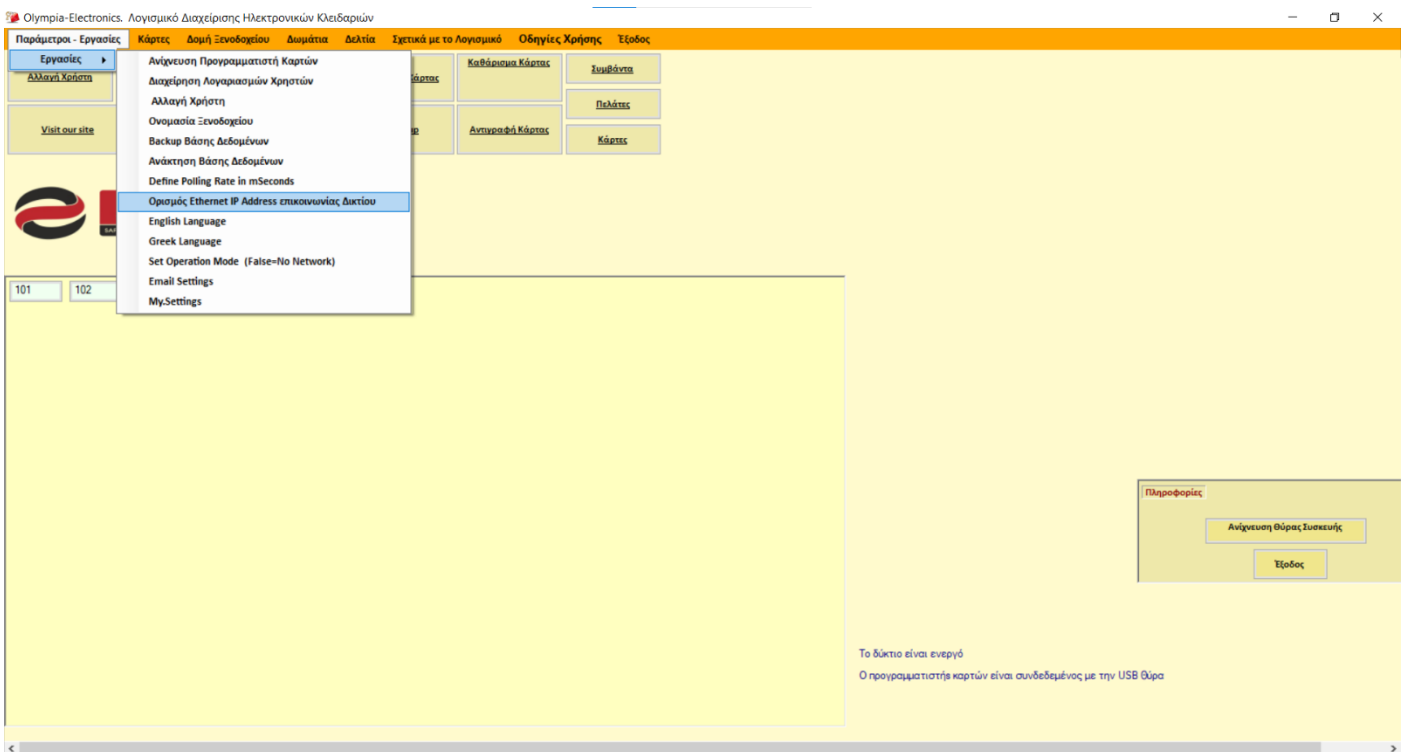 Olympia-Electronics. Λογισμικό Διαχείρισης Ηλεκτρονικών Κλειδαριών
Παράμετροι - Εργασίες Κάρτες Δομή Ξενοδοχείου Δωμάτια Δελτία Σχετικά με το Λογισμικό Οδηγίες Χρήσης Έξοδος
Εργασίες
Αλλαγή Χρήστη
Ανίχνευση Προγραμματιστή Καρτών
Διαχείρηση Λογαριασμών Χρηστών
Αλλαγή Χρήστη
Ονομασία Ξενοδοχείου
Backup Βάσης Δεδομένων
Ανάκτηση Βάσης Δεδομένων
Define Polling Rate in mSeconds
Ορισμός Ethernet IP Address επικοινωνίας Δικτίου
English Language
Greek Language
Set Operation Mode (False=No Network)
Email Settings
My.Settings
Καθάρισμα Κάρτας
Συμβάντα
Πελάτες
Visit our site
Αντιγραφή Κάρτας
Κάρτες
101 102
Πληροφορίες
Ανίχνευση Θύρας Συσκευής
Έξοδος
Το δύκτιο είναι ενεργό
Ο προγραμματιστής καρτών είναι συνδεδεμένος με την USB θύρα